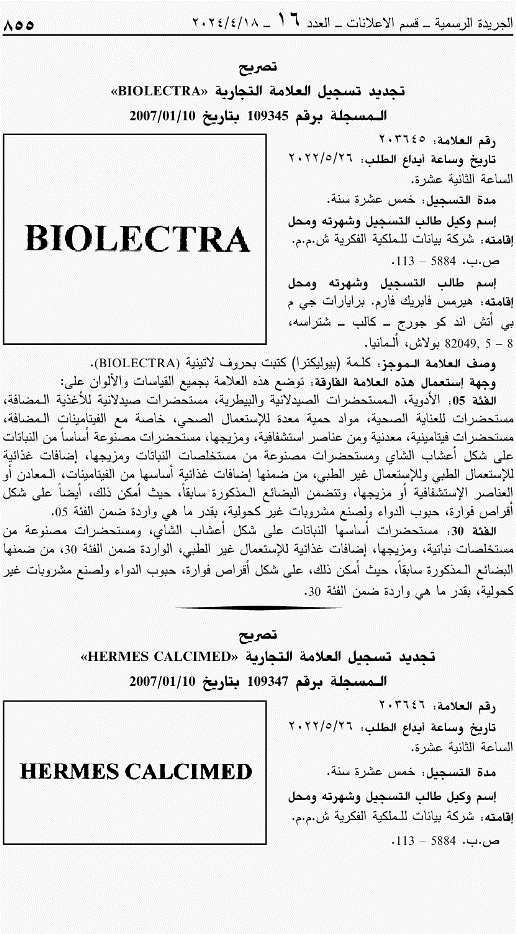 الجريدة الرسمية – قسم الاعلانات – العدد ١٦ – ٢٠٢٤/٤/١٨
٨٥٥
تصريح
تجديد تسجيل العلامة التجارية «BIOLECTRA»
المسجلة برقم 109345 بتاريخ 2007/01/10
رقم العلامة: ٢٠٣٦٤٥
تاريخ وساعة أيداع الطلب: ٢٠٢٢/٥/٢٦
الساعة الثانية عشرة.
مدة التسجيل: خمس عشرة سنة.
إسم وكيل طالب التسجيل وشهرته ومحل
إقامته: شركة بيانات للملكية الفكرية ش.م.م.
ص.ب. 5884 – 113.
إسم طالب التسجيل وشهرته ومحل
إقامته: هيرمس فابريك فارم. برايارات جي م
بي أتش اند كو جورج – كالب – شتراسه،
5 – 8 ,82049 بولاش، ألمانيا.
BIOLECTRA
وصف العلامة الموجز: كلمة (بيوليكترا) كتبت بحروف لاتينية (BIOLECTRA).
وجهة إستعمال هذه العلامة الفارقة: توضع هذه العلامة بجميع القياسات والألوان على:
الفئة 05: الأدوية، المستحضرات الصيدلانية والبيطرية، مستحضرات صيدلانية للأغذية المضافة،
مستحضرات للعناية الصحية، مواد حمية معدة للإستعمال الصحي، خاصة مع الفيتامينات المضافة،
مستحضرات فيتامينية، معدنية ومن عناصر استشفافية، ومزيجها، مستحضرات مصنوعة أساساً من النباتات
على شكل أعشاب الشاي ومستحضرات مصنوعة من مستخلصات النباتات ومزيجها، إضافات غذائية
للإستعمال الطبي وللإستعمال غير الطبي، من ضمنها إضافات غذائية أساسها من الفيتامينات، المعادن أو
العناصر الإستشفافية أو مزيجها، وتتضمن البضائع المذكورة سابقاً، حيث أمكن ذلك، أيضاً على شكل
أقراص فوارة، حبوب الدواء ولصنع مشروبات غير كحولية، بقدر ما هي واردة ضمن الفئة 05.
الفئة 30: مستحضرات أساسها النباتات على شكل أعشاب الشاي، ومستحضرات مصنوعة من
مستخلصات نباتية، ومزيجها، إضافات غذائية للإستعمال غير الطبي، الواردة ضمن الفئة 30، من ضمنها
البضائع المذكورة سابقاً، حيث أمكن ذلك، على شكل أقراص فوارة، حبوب الدواء ولصنع مشروبات غير
كحولية، بقدر ما هي واردة ضمن الفئة 30.
تصريح
تجديد تسجيل العلامة التجارية «HERMES CALCIMED»
المسجلة برقم 109347 بتاريخ 2007/01/10
رقم العلامة: ٢٠٣٦٤٦
تاريخ وساعة أيداع الطلب: ٢٠٢٢/٥/٢٦
الساعة الثانية عشرة.
مدة التسجيل: خمس عشرة سنة.
إسم وكيل طالب التسجيل وشهرته ومحل
إقامته: شركة بيانات للملكية الفكرية ش.م.م.
ص.ب. 5884 – 113.
HERMES CALCIMED